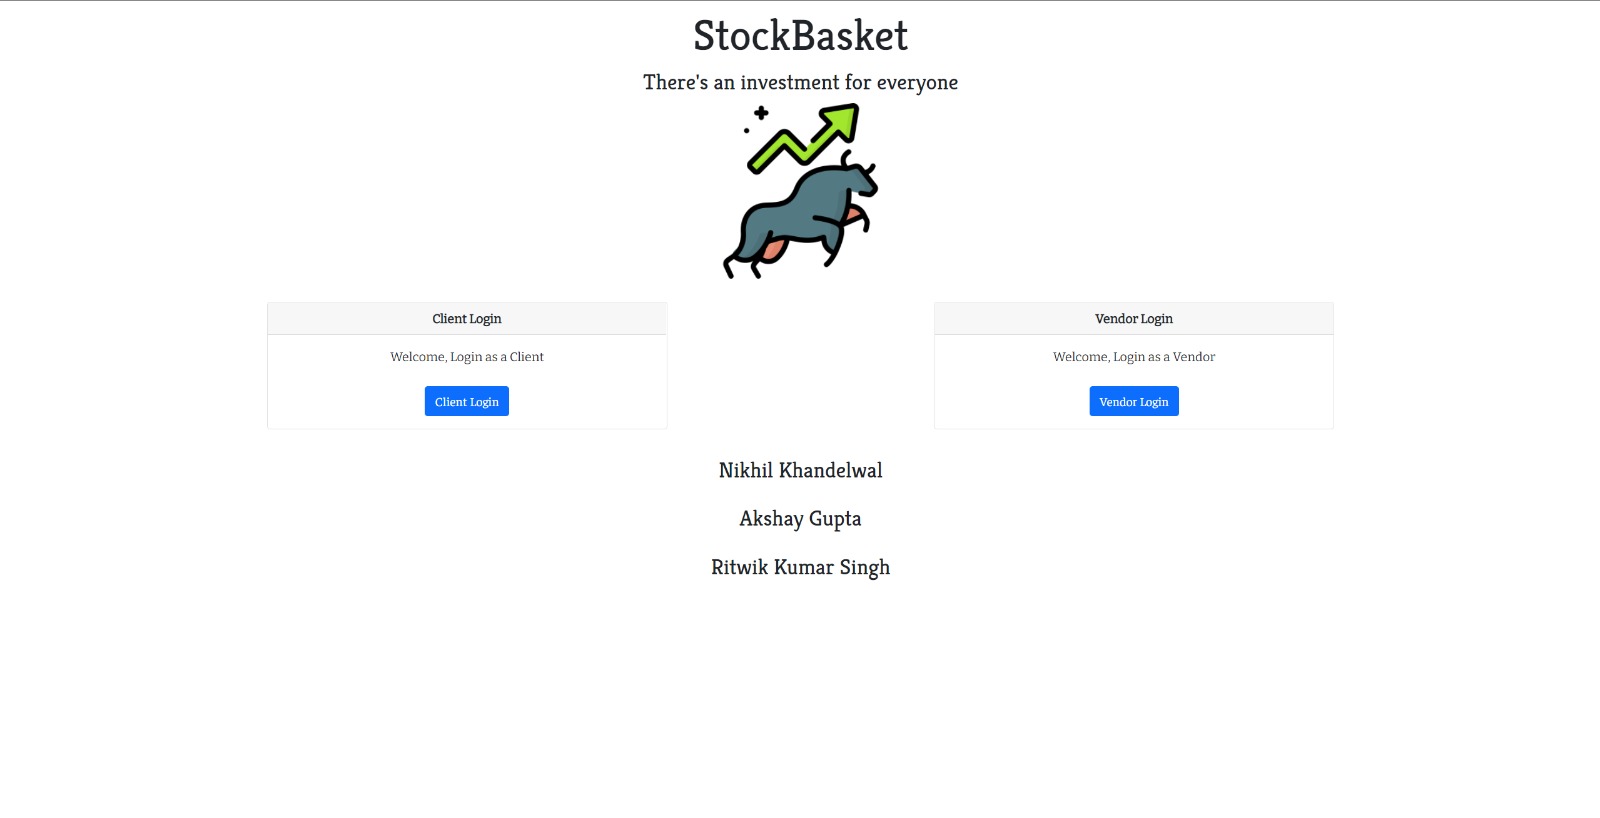 StockBasket
There's an investment for everyone
Client Login
Welcome, Login as a Client
Client Login
Vendor Login
Welcome, Login as a Vendor
Vendor Login
Nikhil Khandelwal
Akshay Gupta
Ritwik Kumar Singh